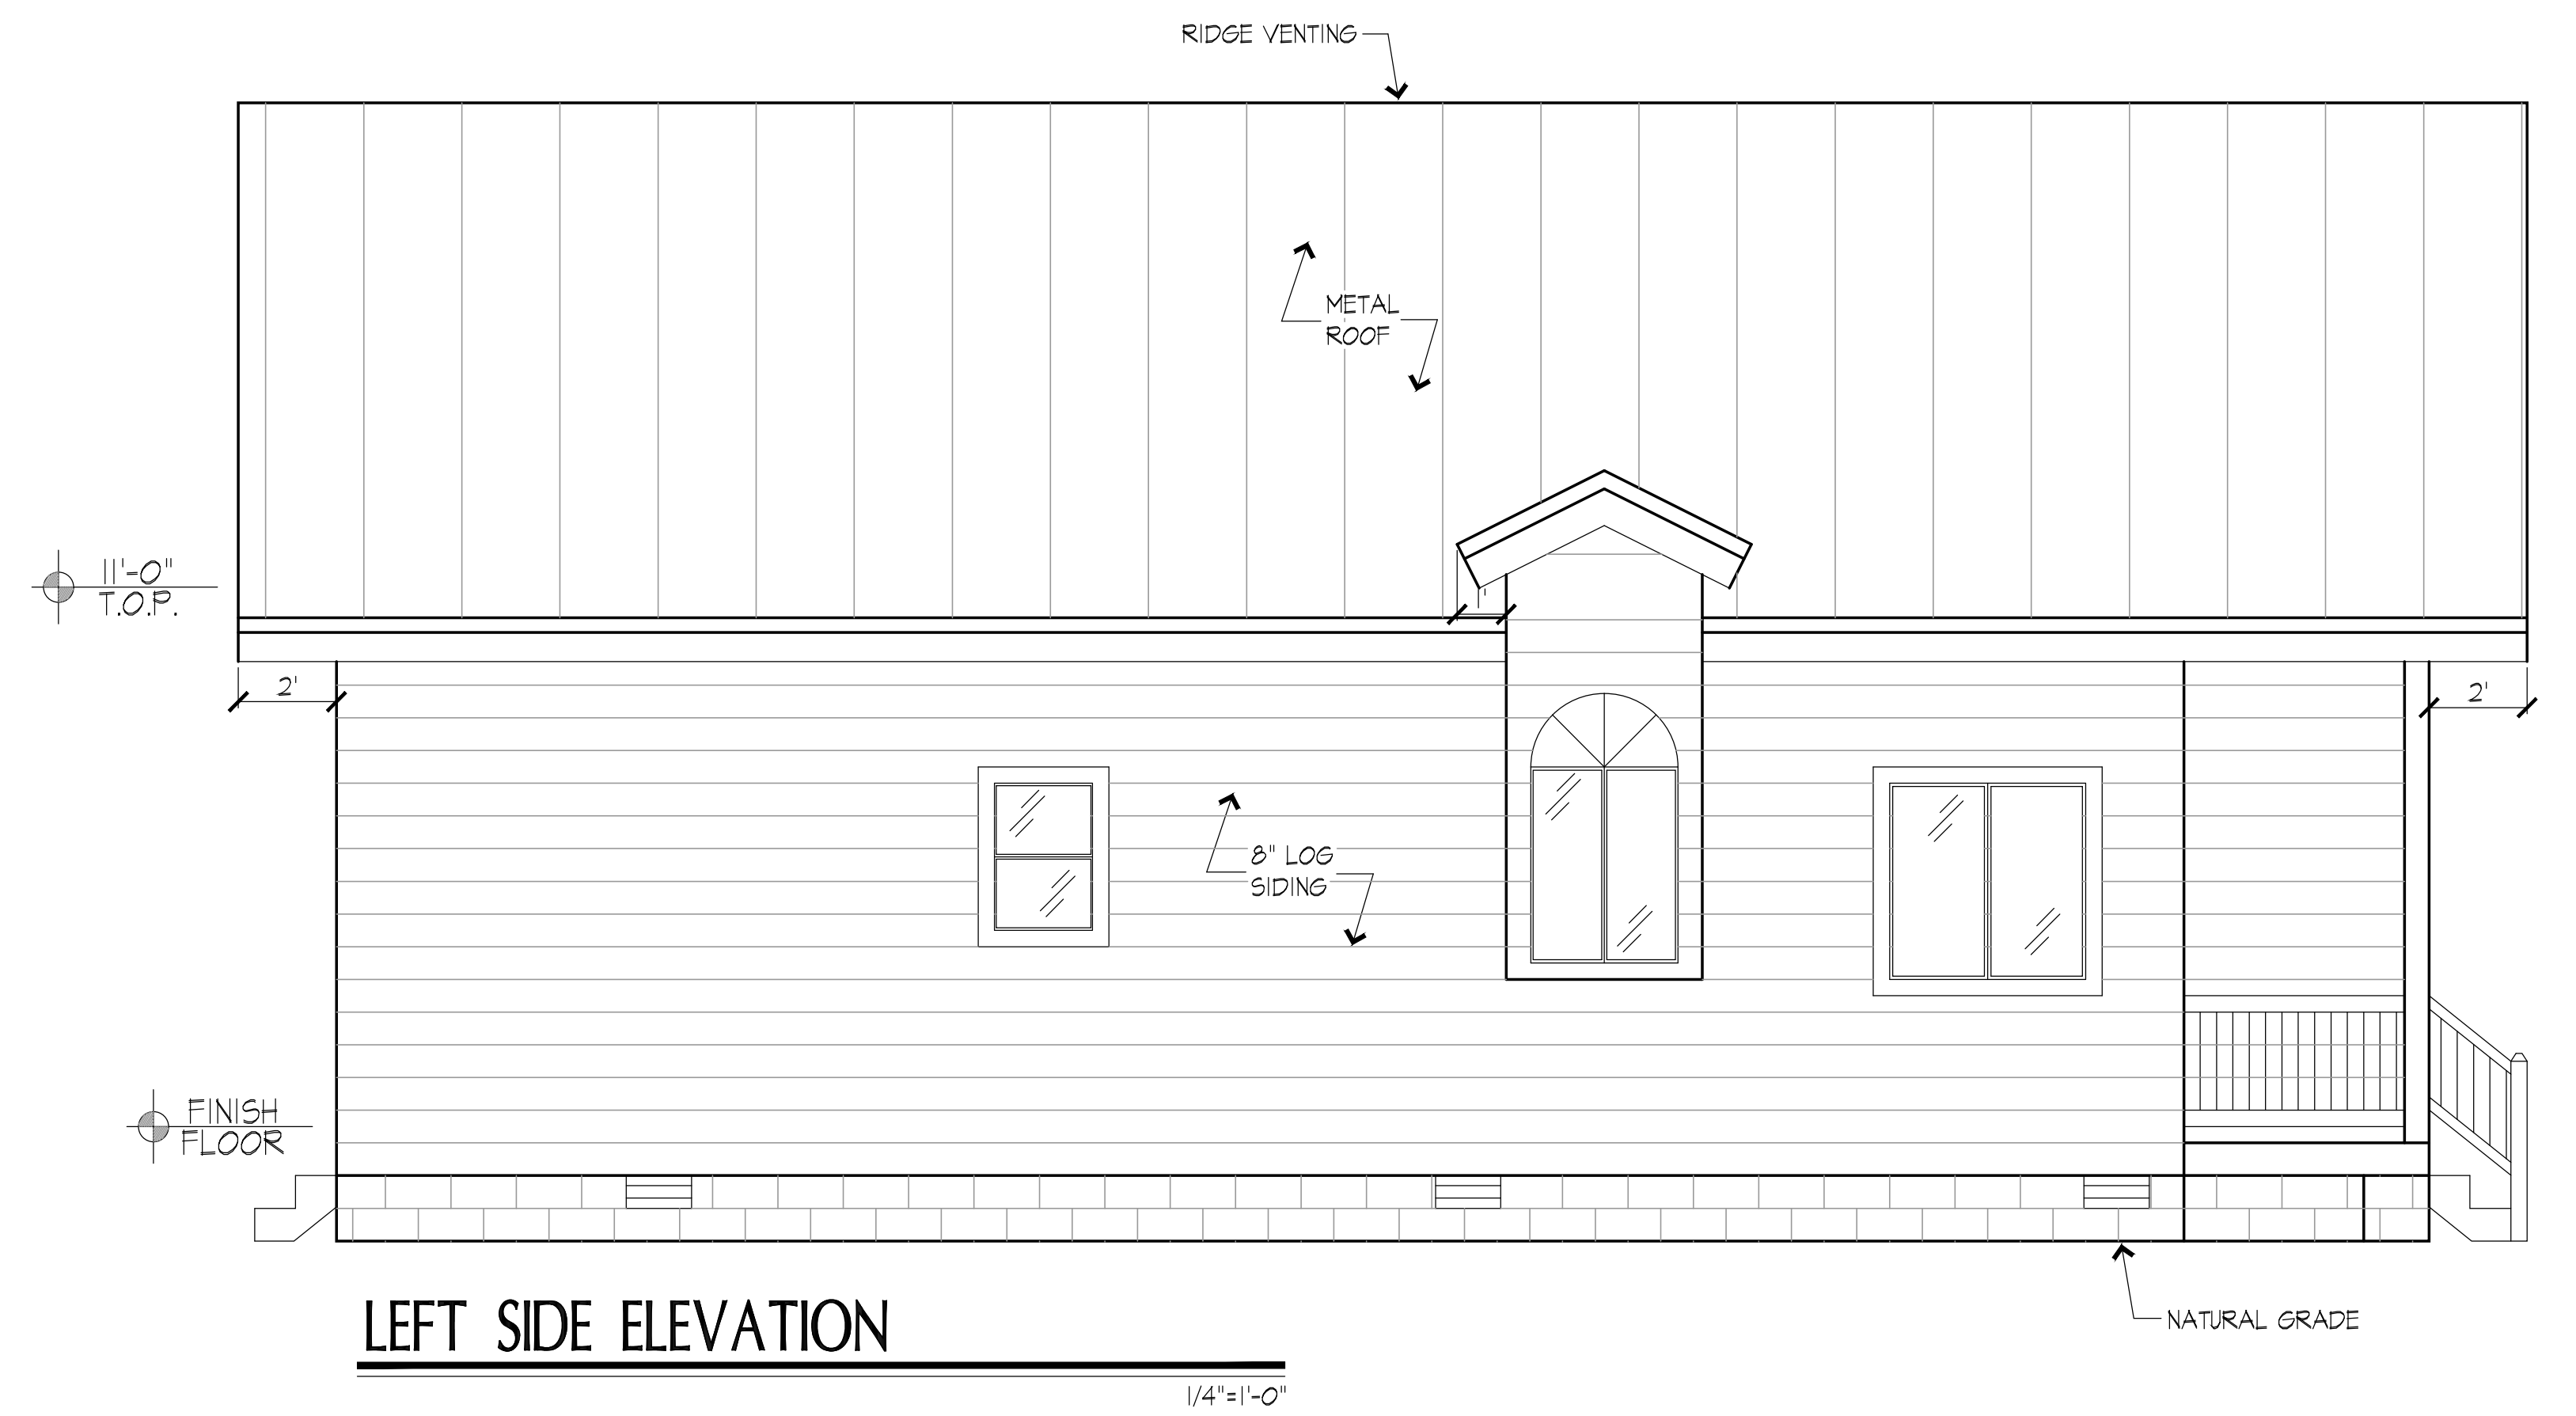 RIDGE VENTING
METAL
ROOF
11'-0"
T.O.P.
1'
2'
2'
8" LOG
SIDING
FINISH
FLOOR
NATURAL GRADE
LEFT SIDE ELEVATION
1/4"=1'-0"